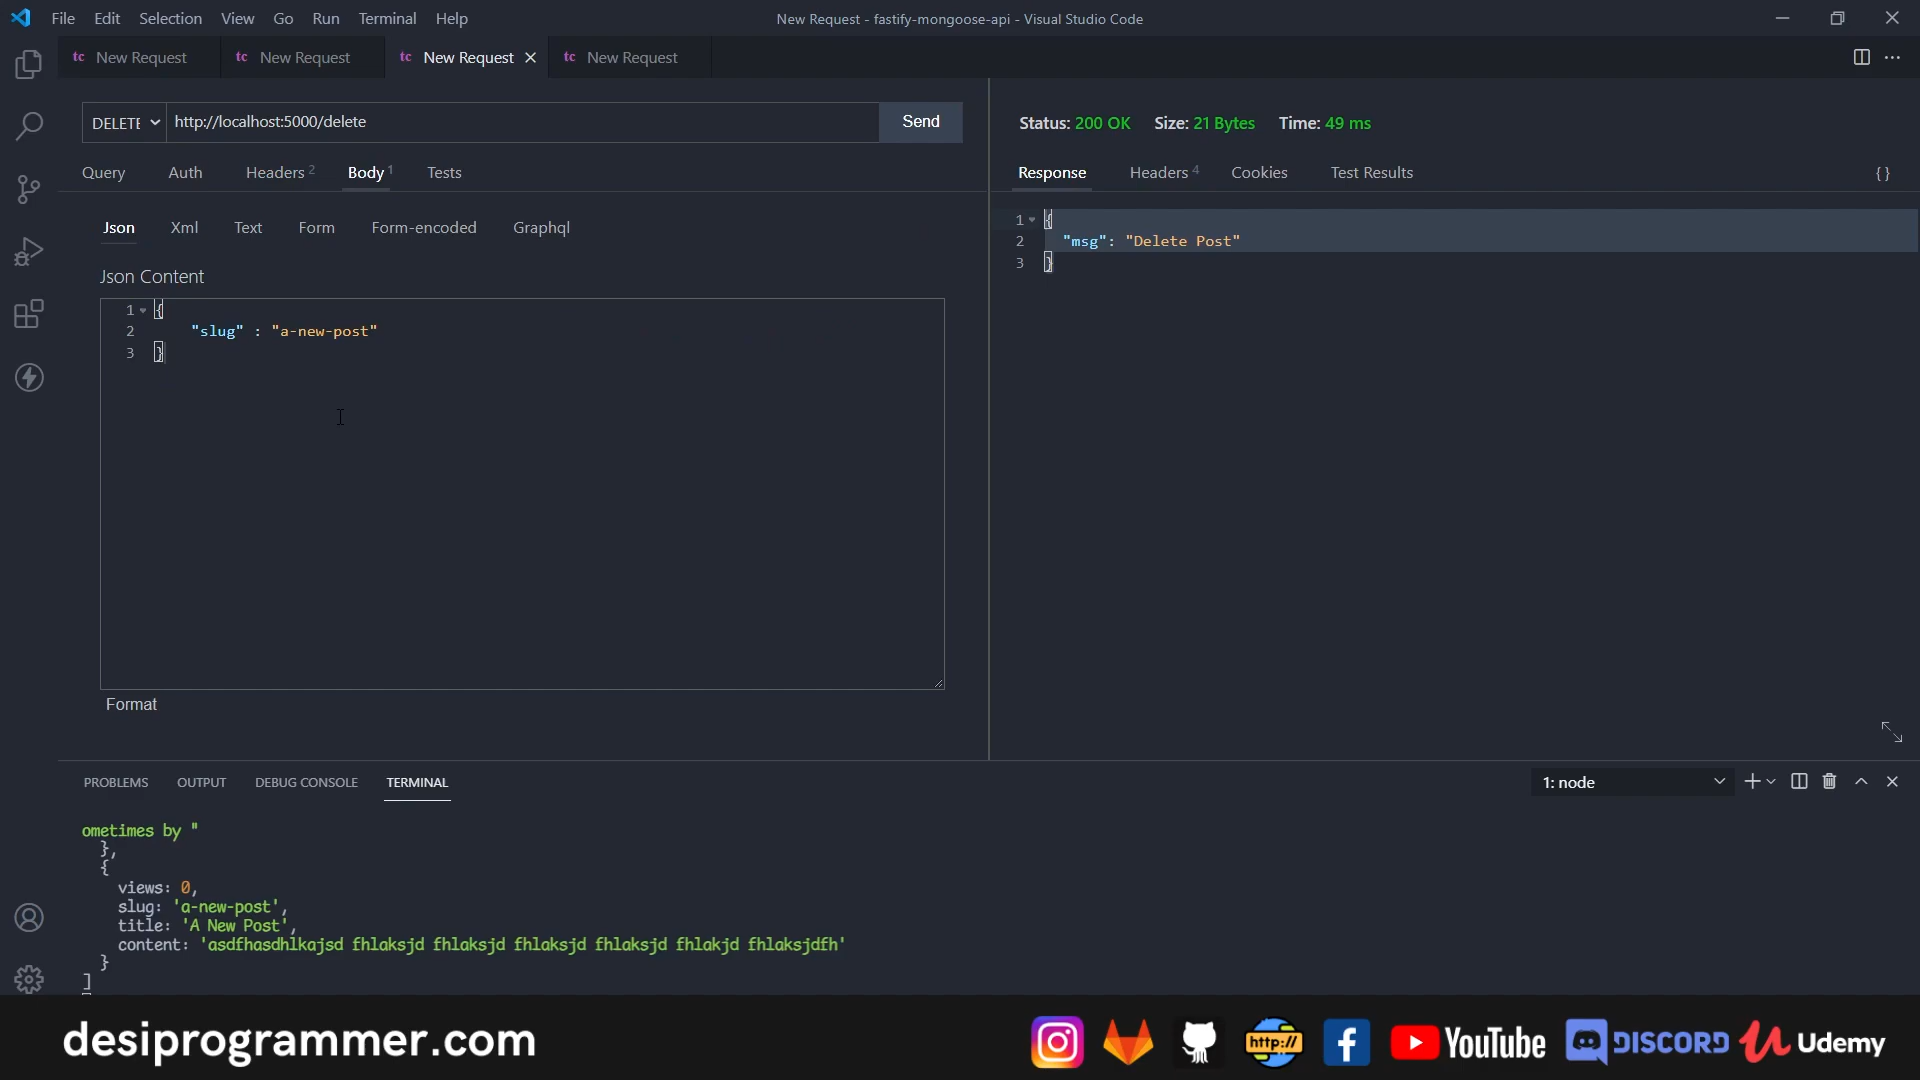 File Edit Selection View Go Run Terminal Help
New Request - fastify-mongoose-api - Visual Studio Code
tc New Request
tc New Request
tc New Request
tc New Request
DELETE http://localhost:5000/delete Send
Query Auth Headers 2 Body 1 Tests
Json Xml Text Form Form-encoded Graphql
Json Content
1 {
2 "slug" : "a-new-post"
3 }
Format
Status: 200 OK Size: 21 Bytes Time: 49 ms
Response Headers 4 Cookies Test Results {}
1 {
2 "msg": "Delete Post"
3 }
PROBLEMS OUTPUT DEBUG CONSOLE TERMINAL
1: node
ometimes by "
},
{
views: 0,
slug: 'a-new-post',
title: 'A New Post',
content: 'asdfhasdhlkajsd fhlaksjd fhlaksjd fhlaksjd fhlaksjd fhlakjd fhlaksjdfh'
}
]
desiprogrammer.com
http://
YouTube
DISCORD
Udemy